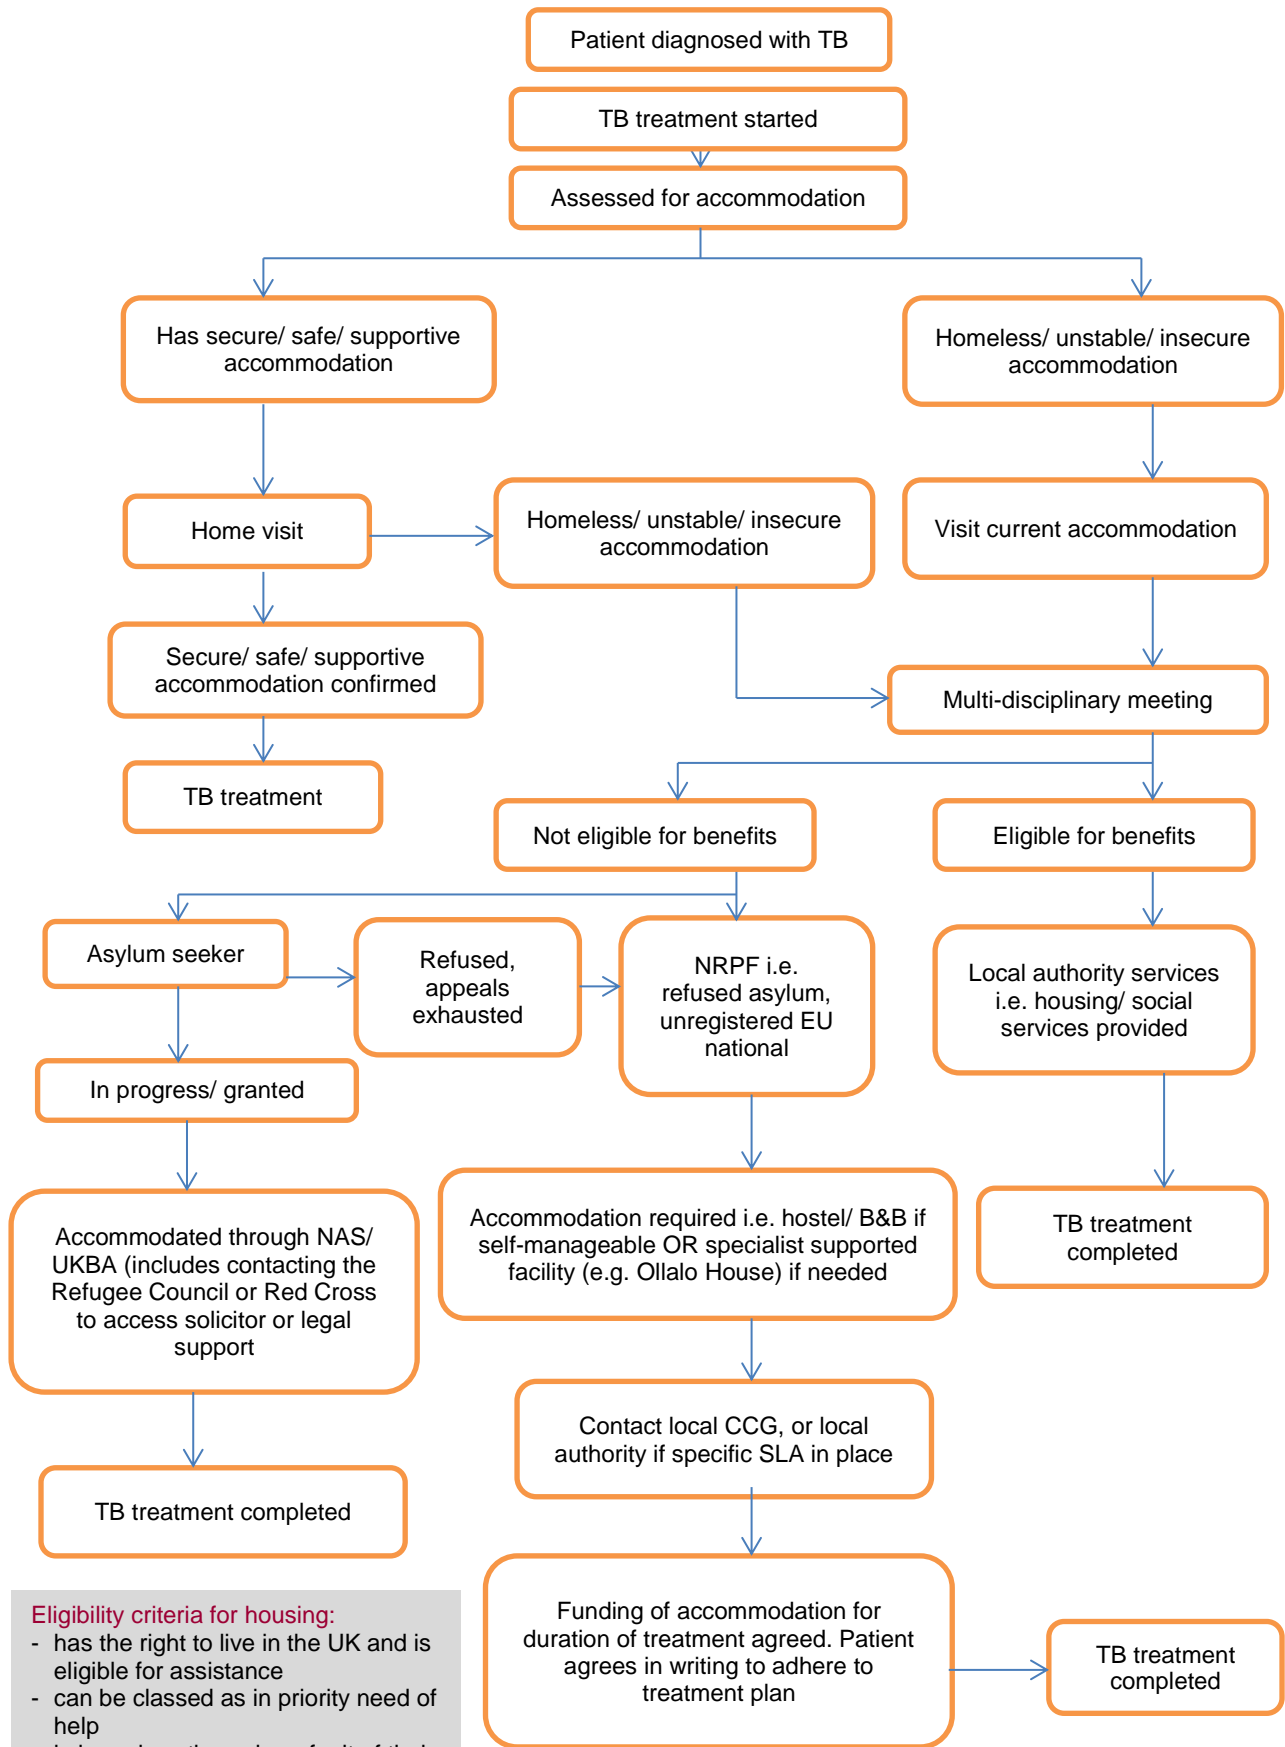 Patient diagnosed with TB
TB treatment started
Assessed for accommodation
Has secure/ safe/ supportive
accommodation
Homeless/ unstable/ insecure
accommodation
Home visit
Homeless/ unstable/ insecure
accommodation
Visit current accommodation
Secure/ safe/ supportive
accommodation confirmed
Multi-disciplinary meeting
TB treatment
Not eligible for benefits
Eligible for benefits
Asylum seeker
Refused,
appeals
exhausted
NRPF i.e.
refused asylum,
unregistered EU
national
Local authority services
i.e. housing/ social
services provided
In progress/ granted
Accommodated through NAS/
UKBA (includes contacting the
Refugee Council or Red Cross
to access solicitor or legal
support
Accommodation required i.e. hostel/ B&B if
self-manageable OR specialist supported
facility (e.g. Ollalo House) if needed
TB treatment
completed
Contact local CCG, or local
authority if specific SLA in place
TB treatment completed
Eligibility criteria for housing:
- has the right to live in the UK and is
eligible for assistance
- can be classed as in priority need of
help
Funding of accommodation for
duration of treatment agreed. Patient
agrees in writing to adhere to
treatment plan
TB treatment
completed